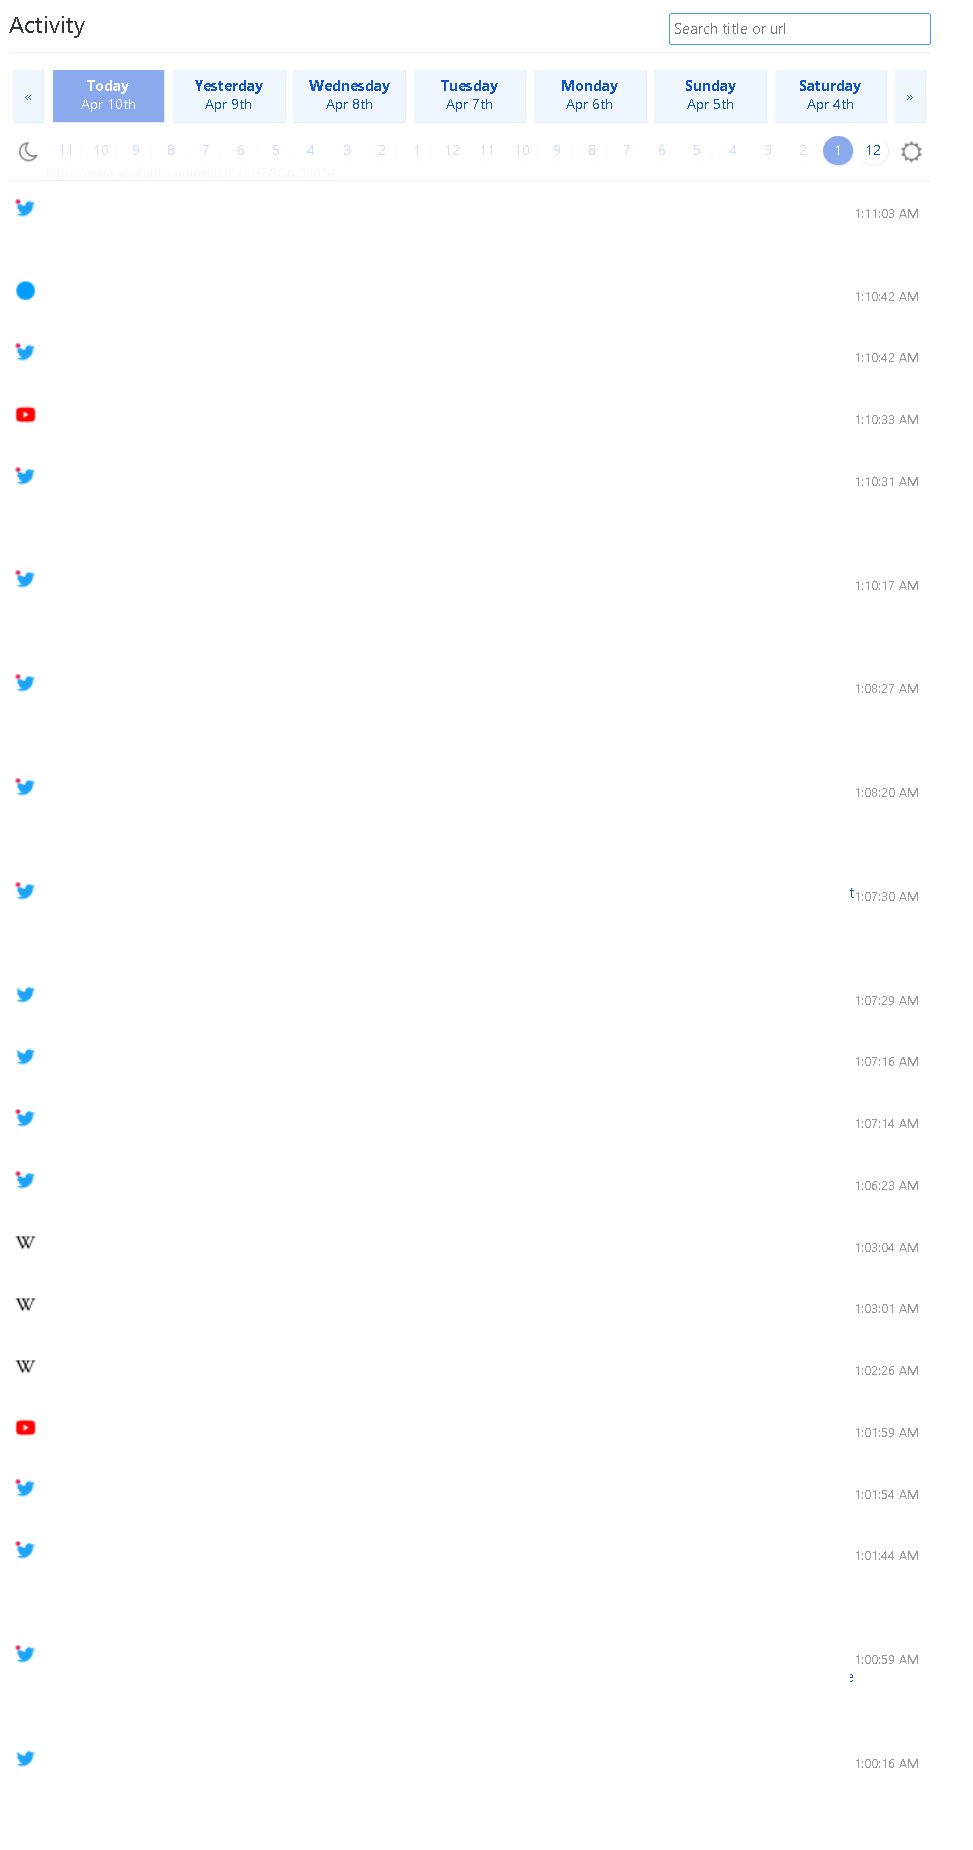 Activity
Search title or url
« Today Yesterday Wednesday Tuesday Monday Sunday Saturday »
Apr 10th Apr 9th Apr 8th Apr 7th Apr 6th Apr 5th Apr 4th
11 10 9 8 7 6 5 4 3 2 1 12 11 10 9 8 7 6 5 4 3 2 1 12
1:11:03 AM
1:10:42 AM
1:10:42 AM
1:10:33 AM
1:10:31 AM
1:10:17 AM
1:08:27 AM
1:08:20 AM
t1:07:30 AM
1:07:29 AM
1:07:16 AM
1:07:14 AM
1:06:23 AM
W 1:03:04 AM
W 1:03:01 AM
W 1:02:26 AM
1:01:59 AM
1:01:54 AM
1:01:44 AM
1:00:59 AM
e
1:00:16 AM